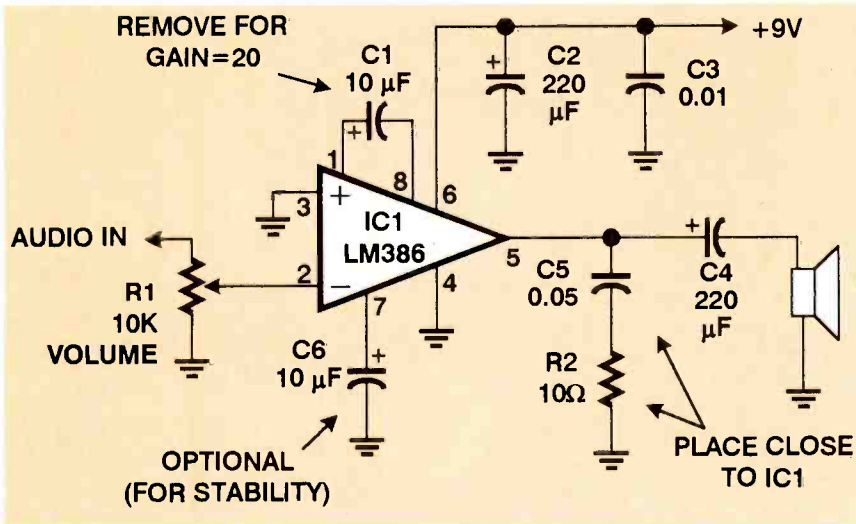 REMOVE FOR
GAIN=20
C1
10 µF
+
1
8
6
+9V
+
C2
220
µF
C3
0.01
3
+
IC1
LM386
AUDIO IN
R1
10K
VOLUME
2
−
7
4
5
C6
10 µF
+
C5
0.05
+
C4
220
µF
R2
10Ω
OPTIONAL
(FOR STABILITY)
PLACE CLOSE
TO IC1